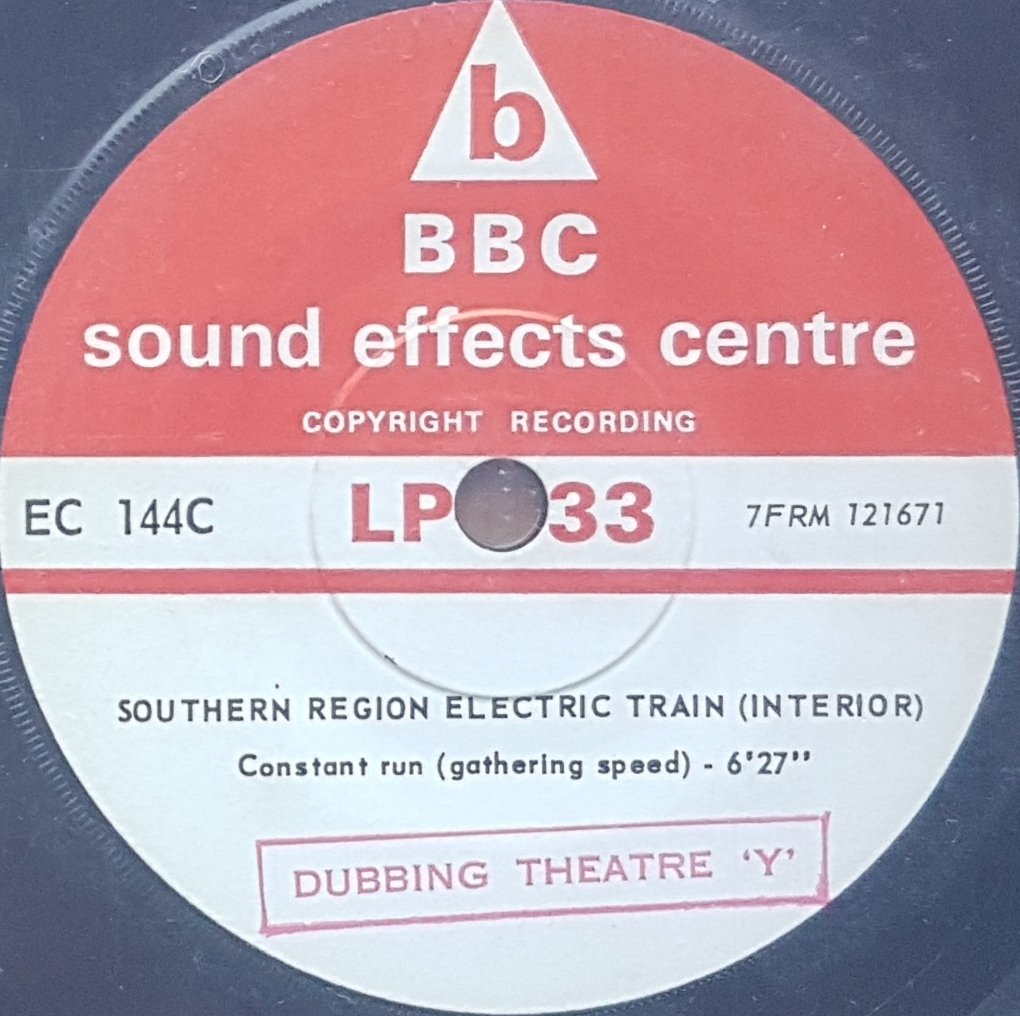 b
BBC
sound effects centre
COPYRIGHT RECORDING
EC 144C LP 33 7FRM 121671
SOUTHERN REGION ELECTRIC TRAIN (INTERIOR)
Constant run (gathering speed) - 6'27"
DUBBING THEATRE 'Y'